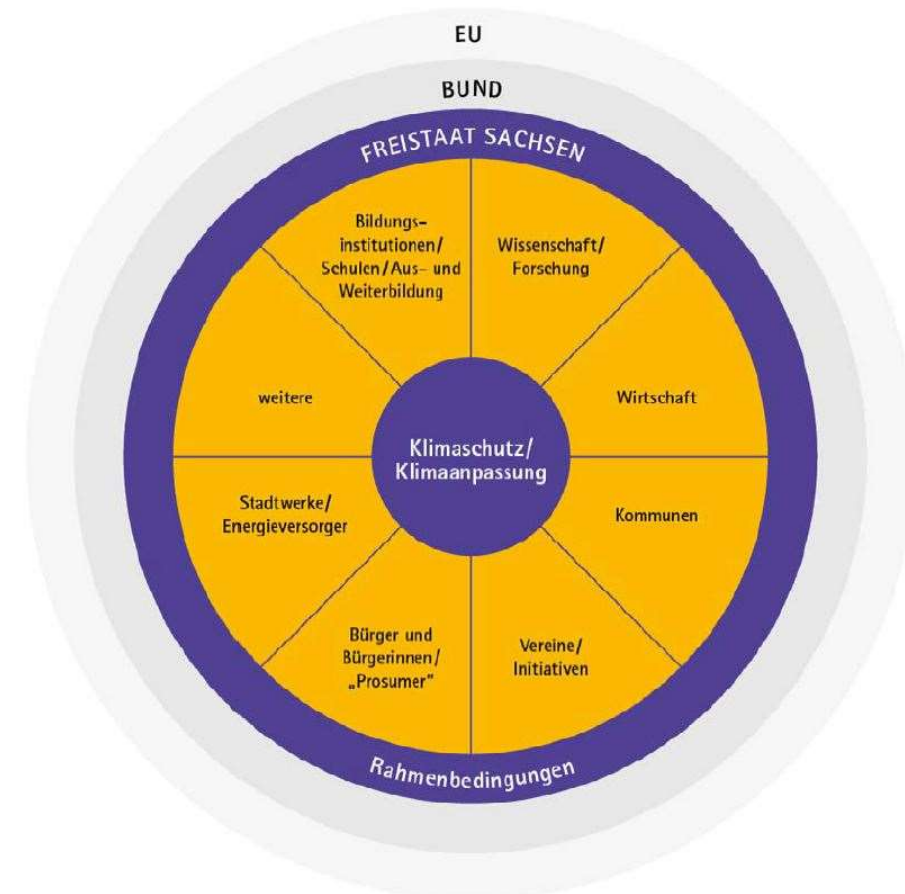 EU
BUND
FREISTAAT SACHSEN
Bildungs-
institutionen/
Schulen/Aus- und
Weiterbildung
Wissenschaft/
Forschung
weitere
Wirtschaft
Klimaschutz/
Klimaanpassung
Stadtwerke/
Energieversorger
Kommunen
Bürger und
Bürgerinnen/
„Prosumer“
Vereine/
Initiativen
Rahmenbedingungen